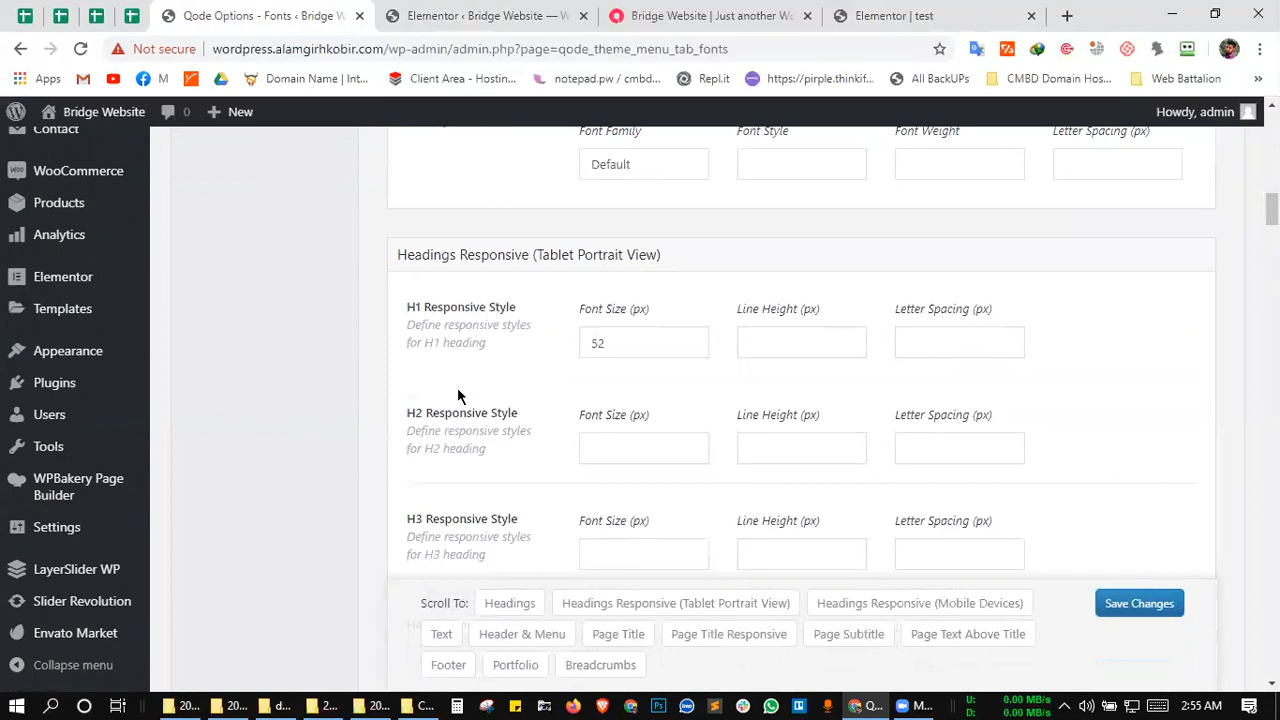 Qode Options - Fonts ‹ Bridge W
Elementor ‹ Bridge Website —
Bridge Website | Just another W
Elementor | test
Not secure
wordpress.alamgirhkobir.com/wp-admin/admin.php?page=qode_theme_menu_tab_fonts
Apps
M
Domain Name | Int...
Client Area - Hostin...
notepad.pw / cmbd...
Replit
https://pirple.thinkif...
All BackUPs
CMBD Domain Hos...
Web Battalion
Bridge Website
0
New
Howdy, admin
Contact
WooCommerce
Products
Analytics
Elementor
Templates
Appearance
Plugins
Users
Tools
WPBakery Page
Builder
Settings
LayerSlider WP
Slider Revolution
Envato Market
Collapse menu
Font Family
Font Style
Font Weight
Letter Spacing (px)
Default
Headings Responsive (Tablet Portrait View)
H1 Responsive Style
Define responsive styles
for H1 heading
Font Size (px)
Line Height (px)
Letter Spacing (px)
52
H2 Responsive Style
Define responsive styles
for H2 heading
Font Size (px)
Line Height (px)
Letter Spacing (px)
H3 Responsive Style
Define responsive styles
for H3 heading
Font Size (px)
Line Height (px)
Letter Spacing (px)
Scroll To:
Headings
Headings Responsive (Tablet Portrait View)
Headings Responsive (Mobile Devices)
Save Changes
Text
Header & Menu
Page Title
Page Title Responsive
Page Subtitle
Page Text Above Title
Footer
Portfolio
Breadcrumbs
20...
20...
d...
2...
20...
C...
Q...
M...
U: 0.00 MB/s
D: 0.00 MB/s
2:55 AM